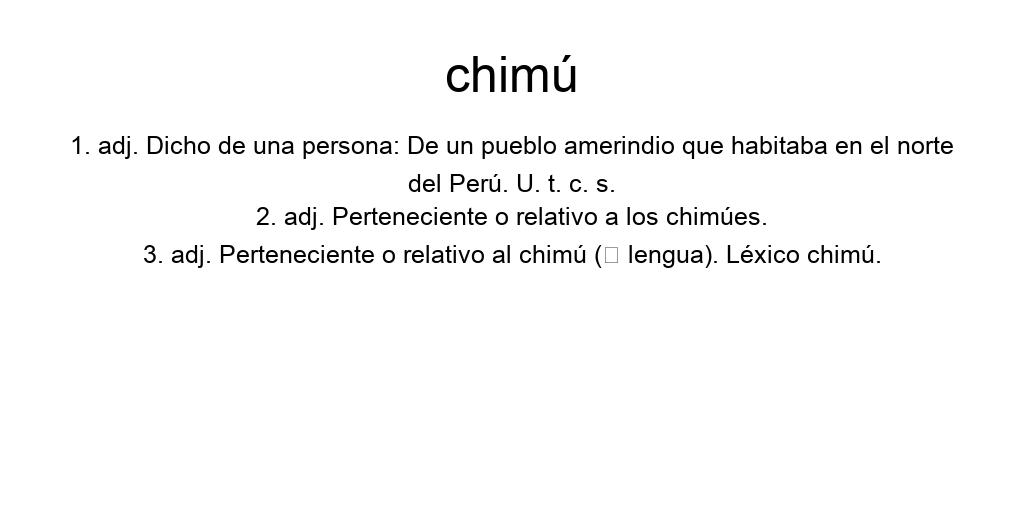 chimú
1. adj. Dicho de una persona: De un pueblo amerindio que habitaba en el norte
del Perú. U. t. c. s.
2. adj. Perteneciente o relativo a los chimúes.
3. adj. Perteneciente o relativo al chimú (□ lengua). Léxico chimú.